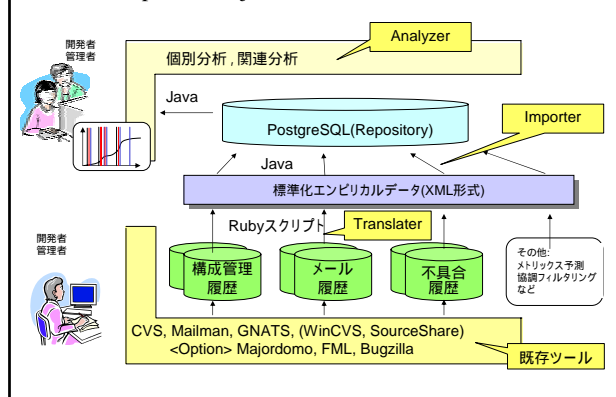 開発者
管理者
個別分析 , 関連分析
Analyzer
Java
PostgreSQL(Repository)
Importer
Java
標準化エンピリカルデータ(XML形式)
Rubyスクリプト
Translater
開発者
管理者
構成管理
履歴
メール
履歴
不具合
履歴
その他:
メトリックス予測
協調フィルタリング
など
CVS, Mailman, GNATS, (WinCVS, SourceShare)
<Option> Majordomo, FML, Bugzilla
既存ツール